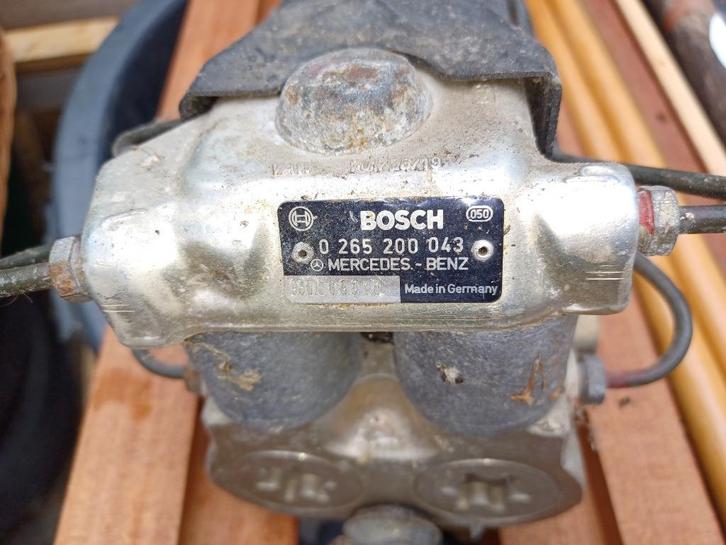 BOSCH
050
0 265 200 043
MERCEDES.-BENZ
Made in Germany